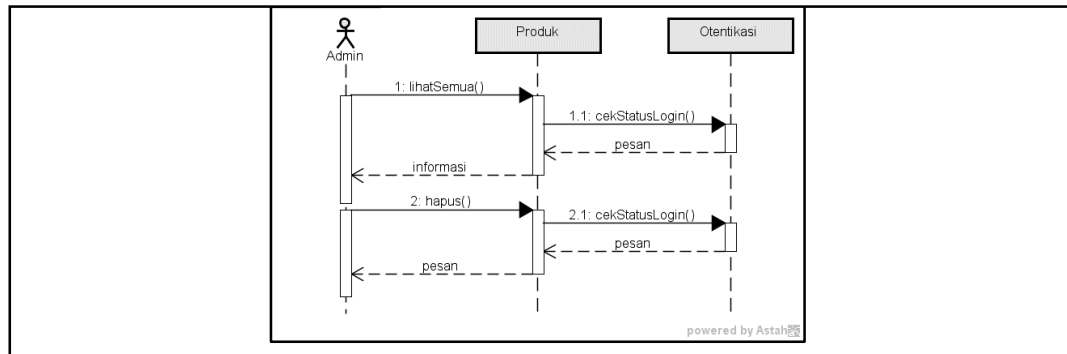 Admin
Produk
Otentikasi
1: lihatSemua()
1.1: cekStatusLogin()
pesan
informasi
2: hapus()
2.1: cekStatusLogin()
pesan
pesan
powered by Astah